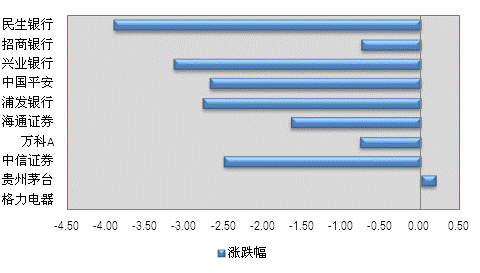 民生银行
招商银行
兴业银行
中国平安
浦发银行
海通证券
万科A
中信证券
贵州茅台
格力电器
-4.50 -4.00 -3.50 -3.00 -2.50 -2.00 -1.50 -1.00 -0.50 0.00 0.50
涨跌幅